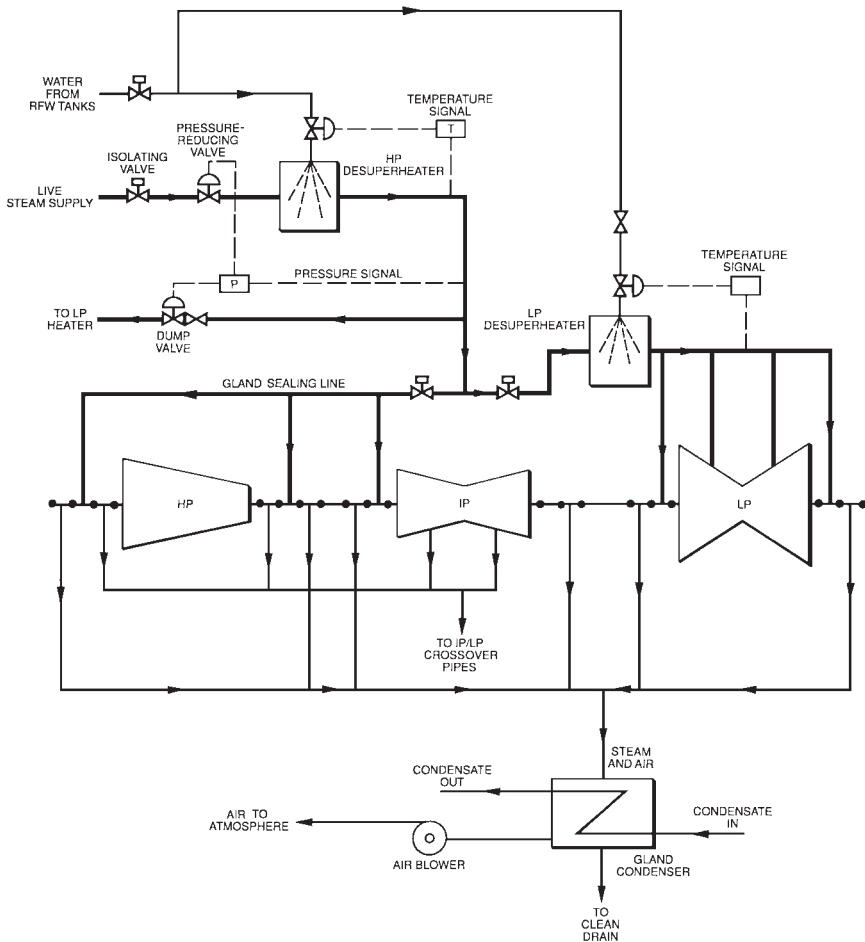 WATER
FROM
RFW TANKS
TEMPERATURE
SIGNAL
T
PRESSURE-
REDUCING
VALVE
ISOLATING
VALVE
HP
DESUPERHEATER
LIVE
STEAM SUPPLY
TEMPERATURE
SIGNAL
PRESSURE SIGNAL
P
TO LP
HEATER
DUMP
VALVE
LP
DESUPERHEATER
GLAND SEALING LINE
HP
IP
LP
TO IP/LP
CROSSOVER
PIPES
STEAM
AND AIR
CONDENSATE
OUT
CONDENSATE
IN
AIR TO
ATMOSPHERE
AIR BLOWER
GLAND
CONDENSER
TO
CLEAN
DRAIN